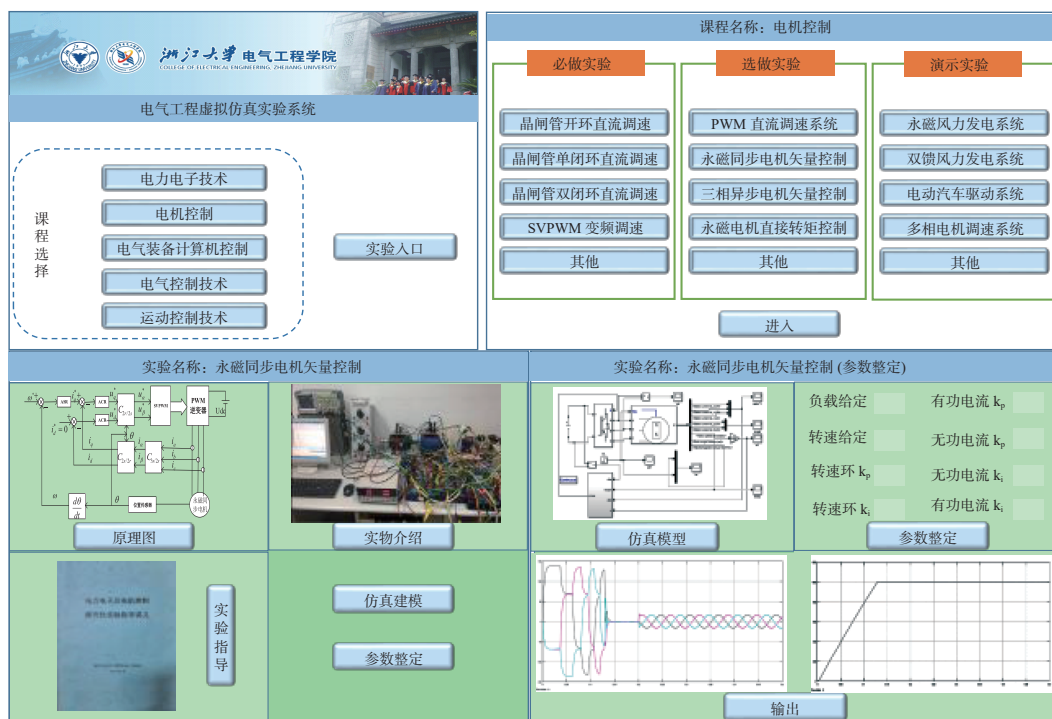 浙江大学 电气工程学院
COLLEGE OF ELECTRICAL ENGINEERING, ZHEJIANG UNIVERSITY
电气工程虚拟仿真实验系统
课程选择
电力电子技术
电机控制
电气装备计算机控制
电气控制技术
运动控制技术
实验入口
课程名称：电机控制
必做实验
晶闸管开环直流调速
晶闸管单闭环直流调速
晶闸管双闭环直流调速
SVPWM 变频调速
其他
选做实验
PWM 直流调速系统
永磁同步电机矢量控制
三相异步电机矢量控制
永磁电机直接转矩控制
其他
演示实验
永磁风力发电系统
双馈风力发电系统
电动汽车驱动系统
多相电机调速系统
其他
进入
实验名称：永磁同步电机矢量控制
ASR
ACR
ACR
SVPWM
PWM
逆变器
Udc
θ
ω
dθ
dt
θ
位置传感器
永磁同
步电机
原理图
实物介绍
实验指导
仿真建模
参数整定
实验名称：永磁同步电机矢量控制 (参数整定)
仿真模型
负载给定
有功电流 kp
转速给定
无功电流 kp
转速环 kp
无功电流 ki
转速环 ki
有功电流 ki
参数整定
输出